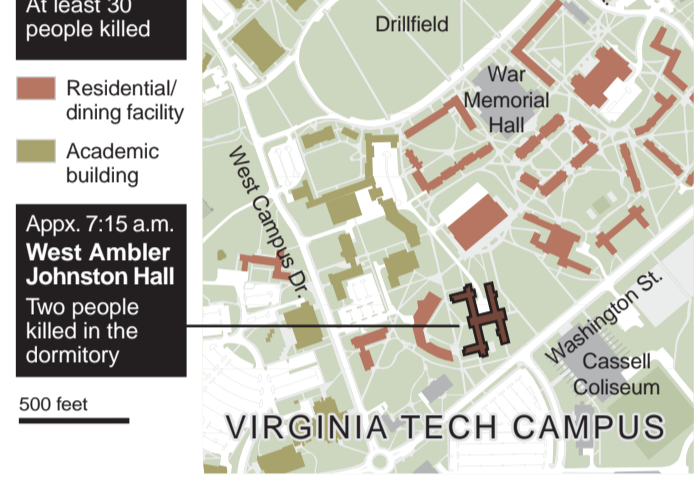 At least 30
people killed
Residential/
dining facility
Academic
building
Appx. 7:15 a.m.
West Ambler
Johnston Hall
Two people
killed in the
dormitory
500 feet
Drillfield
War
Memorial
Hall
West Campus Dr.
Washington St.
Cassell
Coliseum
VIRGINIA TECH CAMPUS